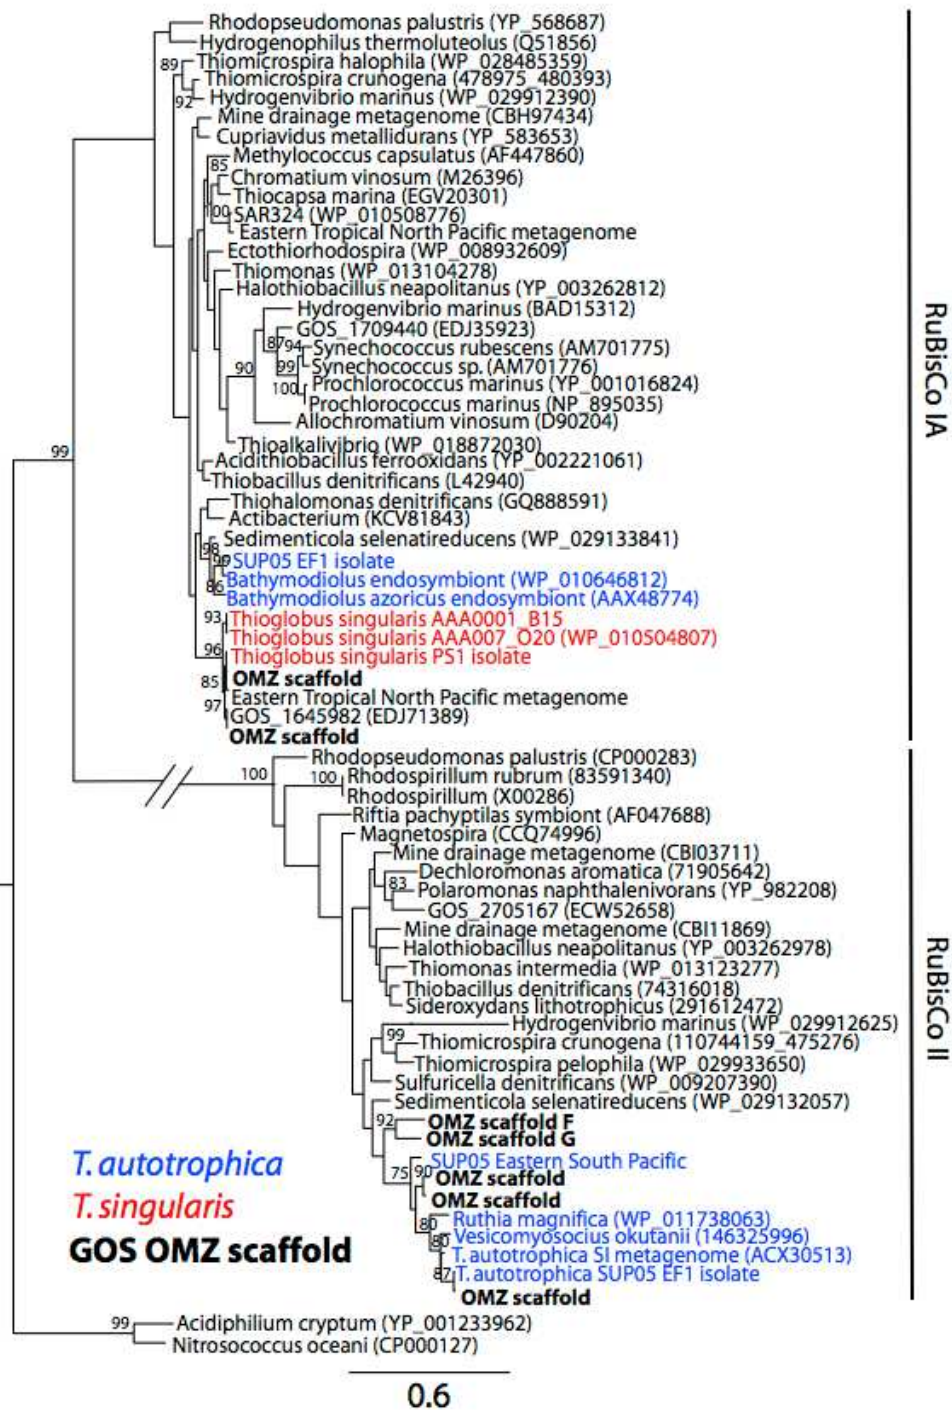 Rhodopseudomonas palustris (YP_568687)
Hydrogenophilus thermoluteolus (Q51856)
89
Thiomicrospira halophila (WP_028485359)
Thiomicrospira crunogena (478975_480393)
92
Hydrogenvibrio marinus (WP_029912390)
Mine drainage metagenome (CBH97434)
Cupriavidus metallidurans (YP_583653)
Methylococcus capsulatus (AF447860)
85
Chromatium vinosum (M26396)
Thiocapsa marina (EGV20301)
100
SAR324 (WP_010508776)
Eastern Tropical North Pacific metagenome
Ectothiorhodospira (WP_008932609)
Thiomonas (WP_013104278)
Halothiobacillus neapolitanus (YP_003262812)
Hydrogenvibrio marinus (BAD15312)
GOS_1709440 (EDJ35923)
87
94
Synechococcus rubescens (AM701775)
90
99
Synechococcus sp. (AM701776)
100
Prochlorococcus marinus (YP_001016824)
Prochlorococcus marinus (NP_895035)
Allochromatium vinosum (D90204)
Thioalkalivibrio (WP_018872030)
99
Acidithiobacillus ferrooxidans (YP_002221061)
Thiobacillus denitrificans (L42940)
Thiohalomonas denitrificans (GQ888591)
Actibacterium (KCV81843)
Sedimenticola selenatireducens (WP_029133841)
98
SUP05 EF1 isolate
Bathymodiolus endosymbiont (WP_010646812)
86
Bathymodiolus azoricus endosymbiont (AAX48774)
93
Thioglobus singularis AAA0001_B15
Thioglobus singularis AAA007_O20 (WP_010504807)
96
Thioglobus singularis PS1 isolate
85
OMZ scaffold
Eastern Tropical North Pacific metagenome
97
GOS_1645982 (EDJ71389)
OMZ scaffold
RuBisCo IA
Rhodopseudomonas palustris (CP000283)
100
100
Rhodospirillum rubrum (83591340)
Rhodospirillum (X00286)
Riftia pachyptilas symbiont (AF047688)
Magnetospira (CCQ74996)
Mine drainage metagenome (CBI03711)
Dechloromonas aromatica (71905642)
83
Polaromonas naphthalenivorans (YP_982208)
GOS_2705167 (ECW52658)
Mine drainage metagenome (CBI11869)
Halothiobacillus neapolitanus (YP_003262978)
Thiomonas intermedia (WP_013123277)
Thiobacillus denitrificans (74316018)
Sideroxydans lithotrophicus (291612472)
Hydrogenvibrio marinus (WP_029912625)
99
Thiomicrospira crunogena (110744159_475276)
Thiomicrospira pelophila (WP_029933650)
Sulfuricella denitrificans (WP_009207390)
Sedimenticola selenatireducens (WP_029132057)
92
OMZ scaffold F
OMZ scaffold G
SUP05 Eastern South Pacific
75
90
OMZ scaffold
OMZ scaffold
Ruthia magnifica (WP_011738063)
80
Vesicomyosocius okutanii (146325996)
80
T. autotrophica SI metagenome (ACX30513)
87
T. autotrophica SUP05 EF1 isolate
OMZ scaffold
RuBisCo II
T. autotrophica
T. singularis
GOS OMZ scaffold
99
Acidiphilium cryptum (YP_001233962)
Nitrosococcus oceani (CP000127)
0.6